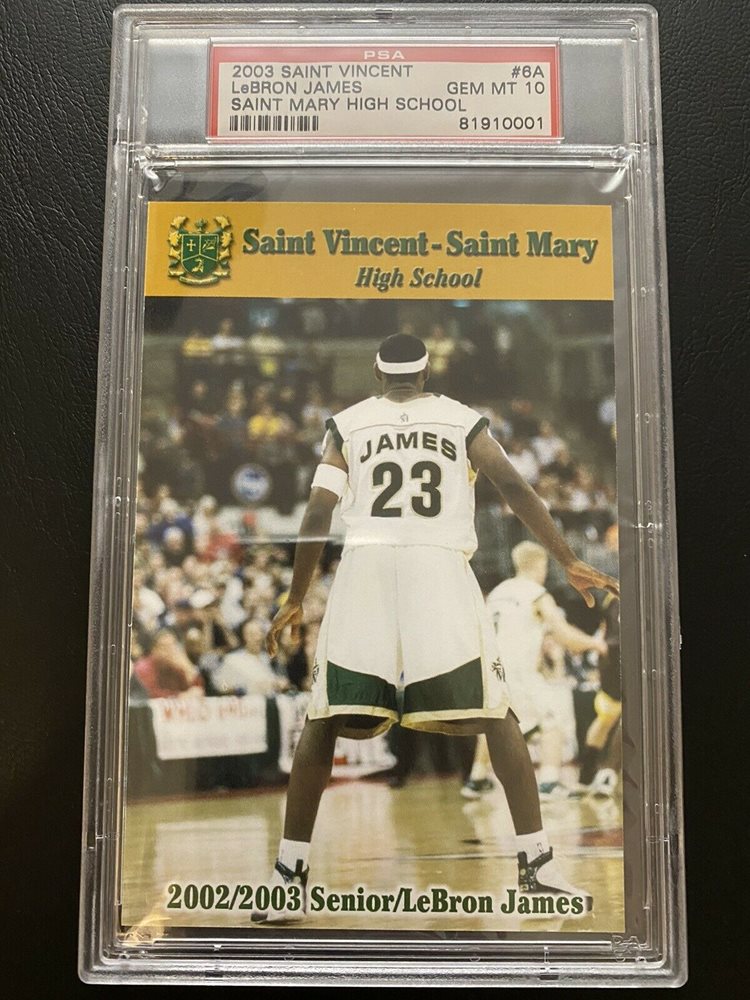 PSA
2003 SAINT VINCENT #6A
LeBRON JAMES GEM MT 10
SAINT MARY HIGH SCHOOL
81910001
Saint Vincent-Saint Mary
High School
JAMES
23
2002/2003 Senior/LeBron James